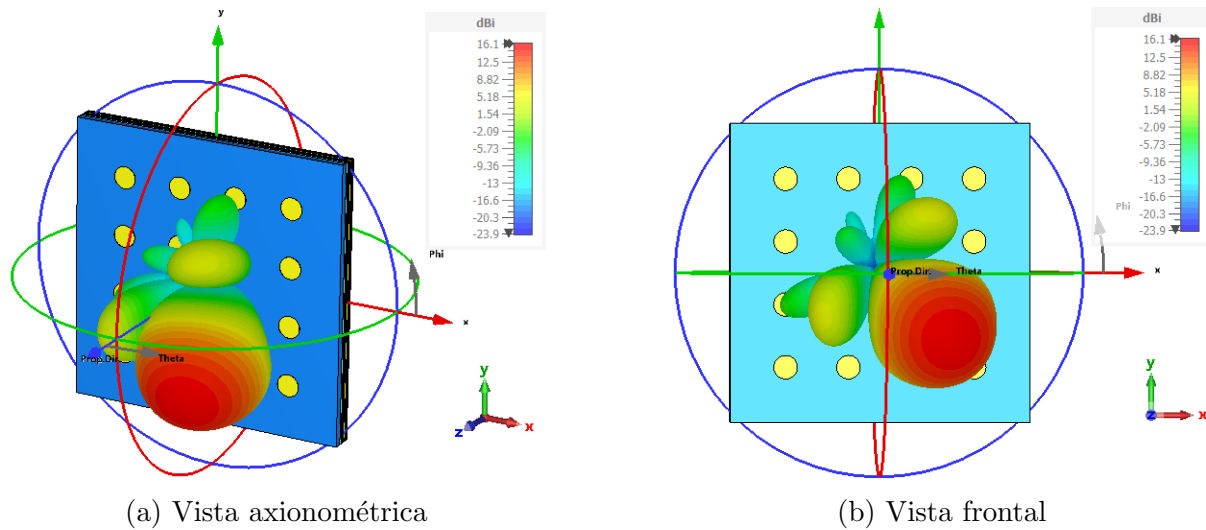 dBi
16.1
12.5
8.82
5.18
1.54
-2.09
-5.73
-9.36
-13
-16.6
-20.3
-23.9
y
Phi
x
Prop.Dir.
Theta
y
z
x
(a) Vista axionométrica
dBi
16.1
12.5
8.82
5.18
1.54
-2.09
-5.73
-9.36
-13
-16.6
-20.3
-23.9
Phi
Prop.Dir.
Theta
x
y
z
x
(b) Vista frontal